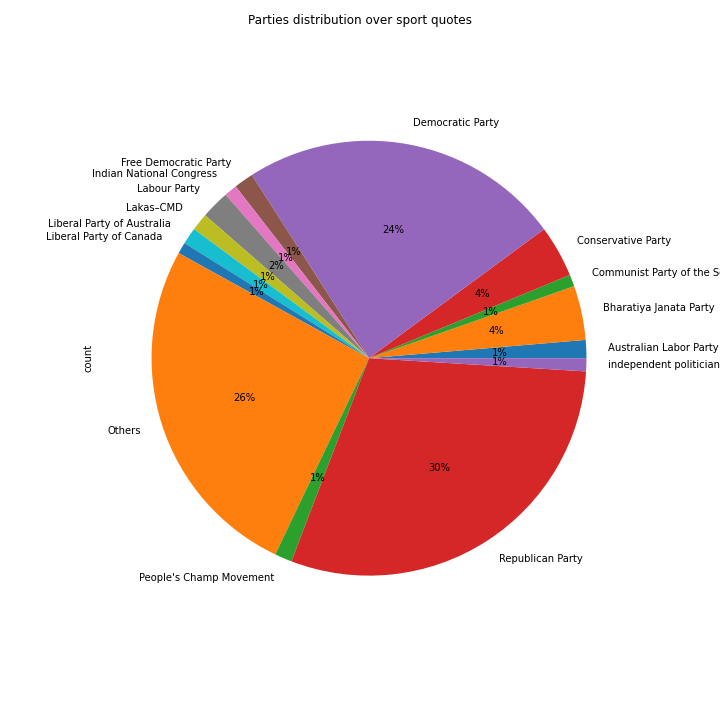 Parties distribution over sport quotes
Democratic Party
Free Democratic Party
Indian National Congress
Labour Party
Lakas–CMD
Liberal Party of Australia
Liberal Party of Canada
Conservative Party
Communist Party of the S
Bharatiya Janata Party
Australian Labor Party
independent politician
24%
1%
1%
2%
1%
1%
1%
4%
1%
4%
1%
1%
count
26%
Others
1%
30%
Republican Party
People's Champ Movement